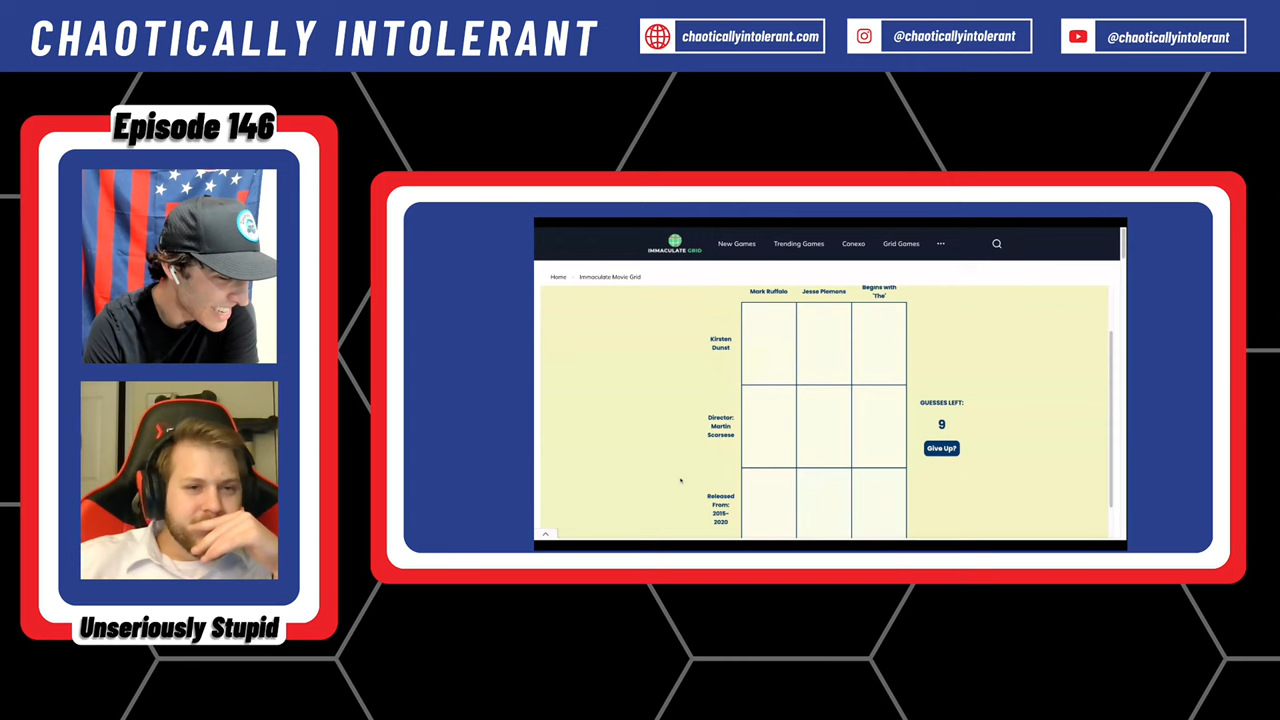 CHAOTICALLY INTOLERANT
chaoticallyintolerant.com
@chaoticallyintolerant
@chaoticallyintolerant
Episode 146
Unseriously Stupid
IMMACULATE GRID
New Games
Trending Games
Conexo
Grid Games
Home
Immaculate Movie Grid
Mark Ruffalo
Jesse Plemons
Begins with
'The'
Kirsten
Dunst
Director:
Martin
Scorsese
Released
From:
2015-
2020
GUESSES LEFT:
9
Give Up?